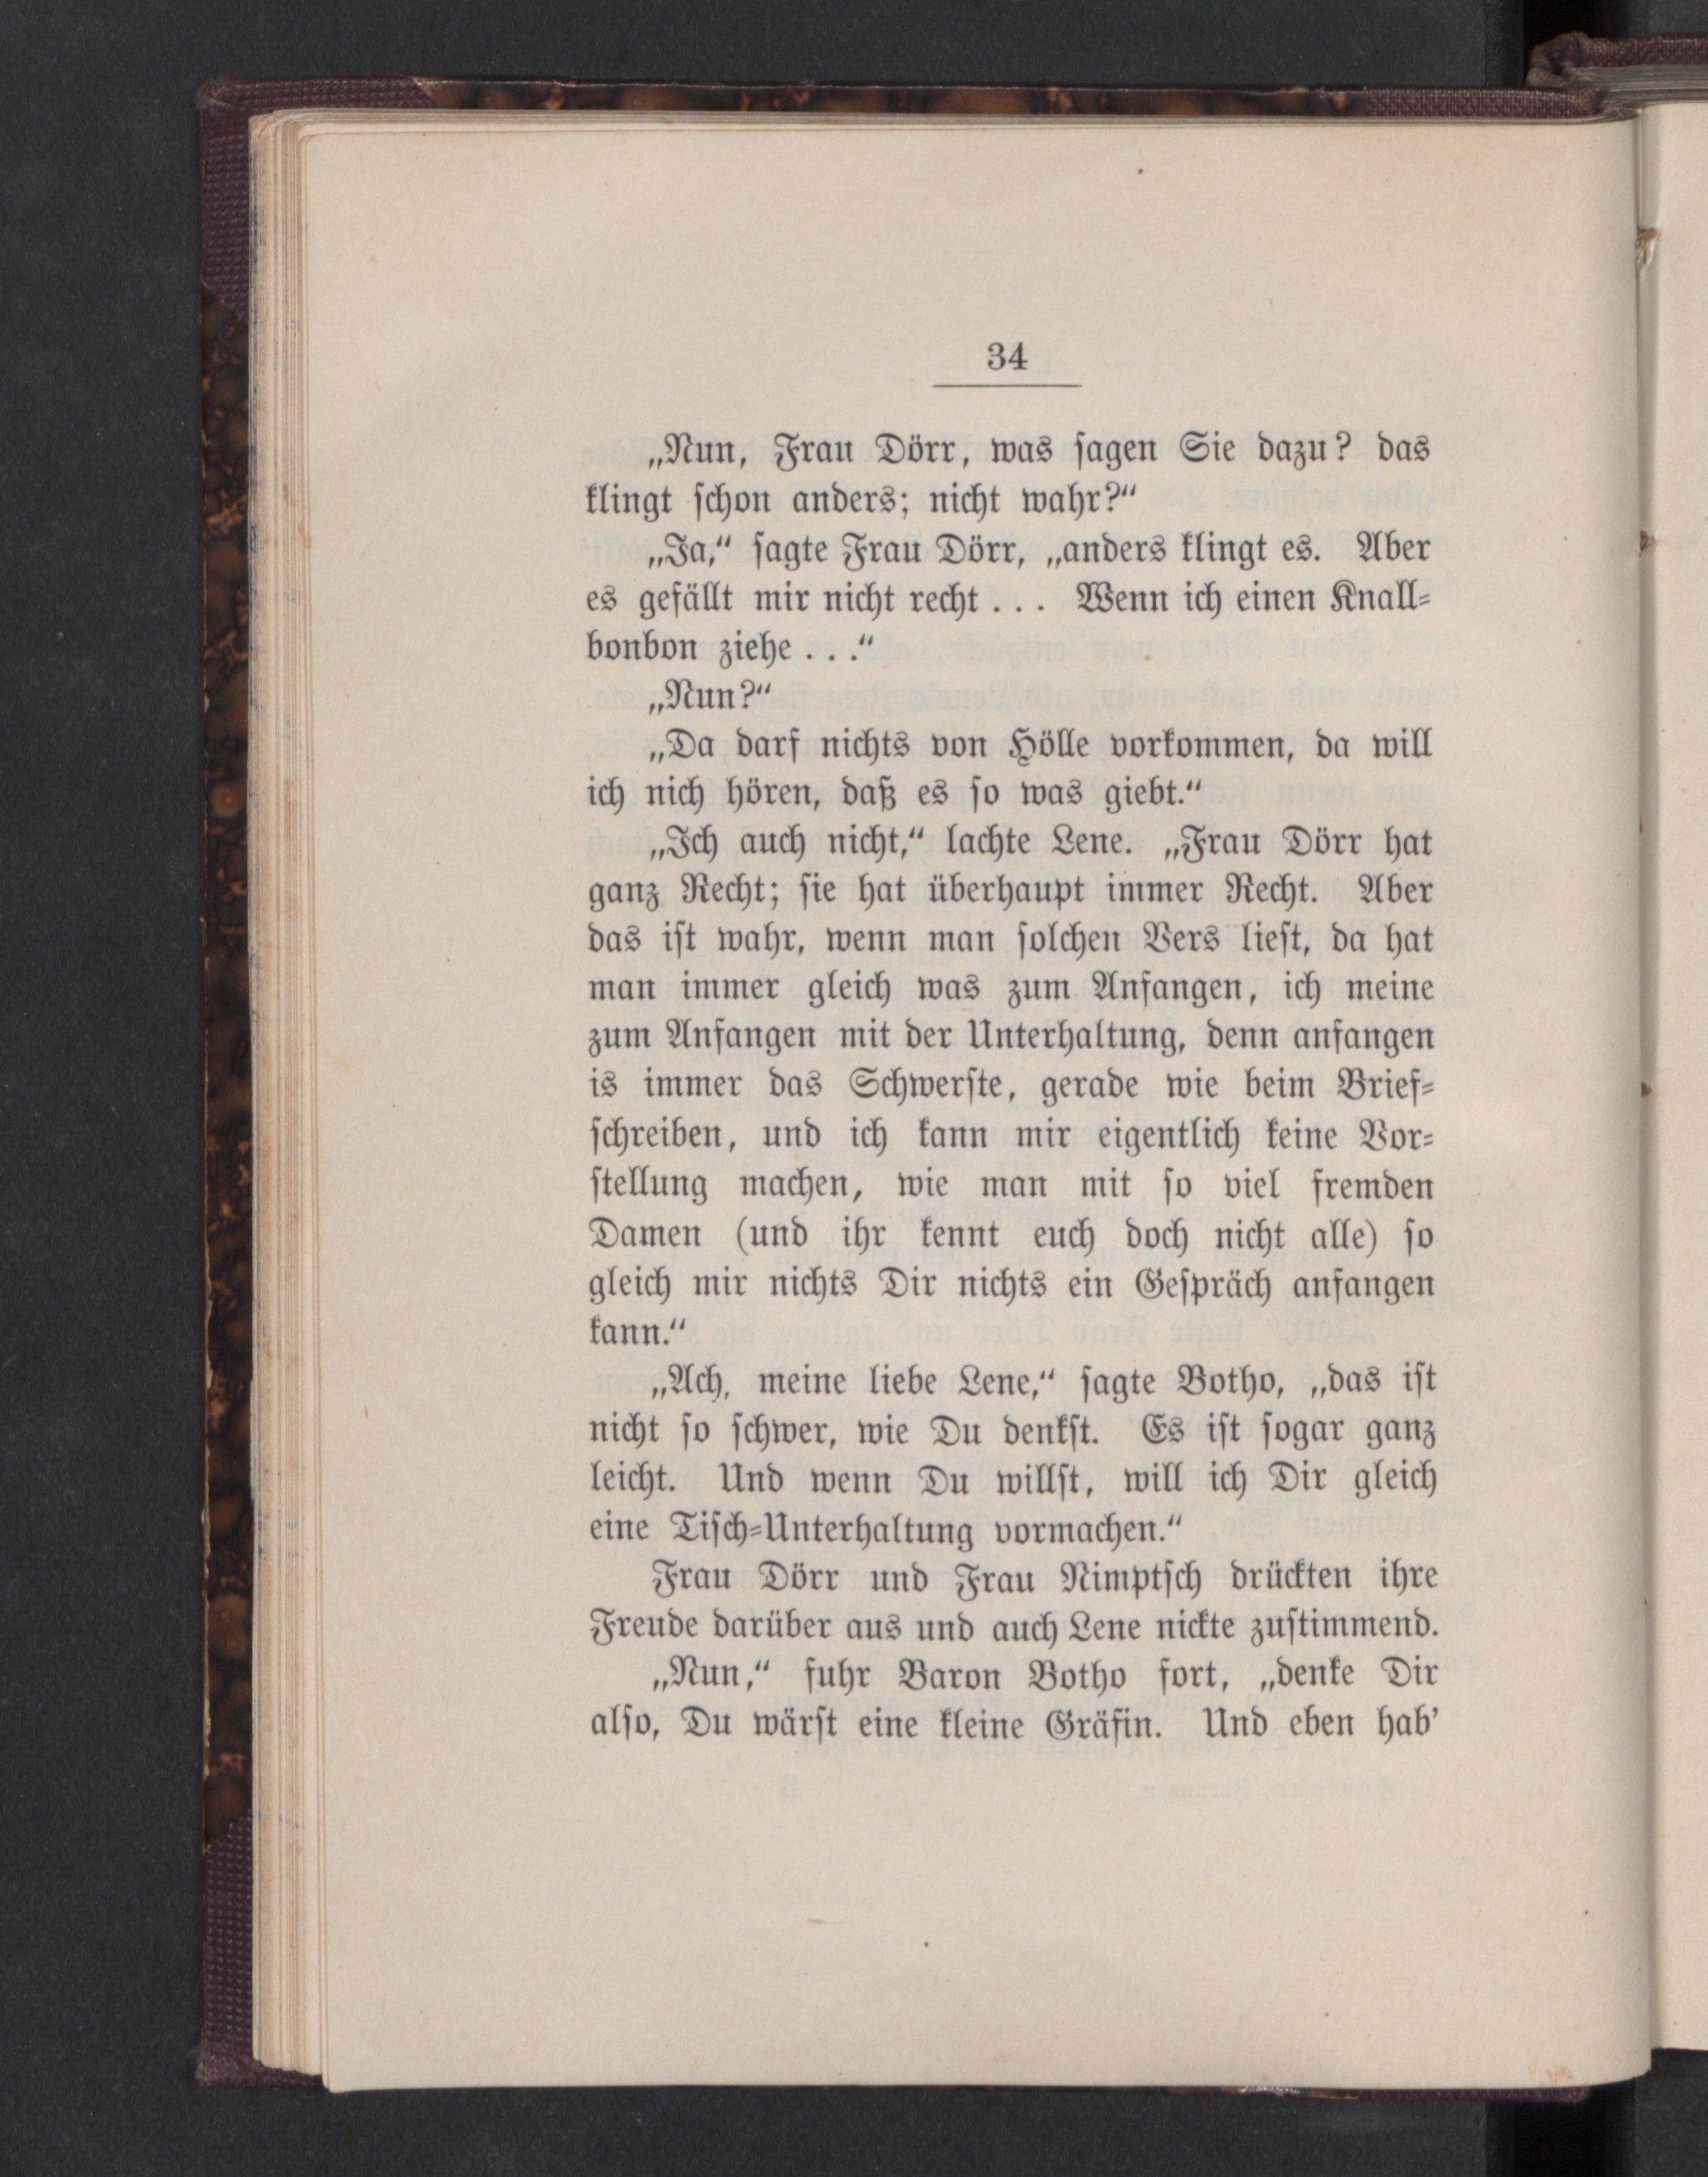 34
„Nun, Frau Dörr, was ſagen Sie dazu? das
klingt ſchon anders; nicht wahr?“
„Ja,“ ſagte Frau Dörr, „anders klingt es. Aber
es gefällt mir nicht recht . . . Wenn ich einen Knall⸗
bonbon ziehe . . .“
„Nun?“
„Da darf nichts von Hölle vorkommen, da will
ich nich hören, daß es ſo was giebt.“
„Ich auch nicht,“ lachte Lene. „Frau Dörr hat
ganz Recht; ſie hat überhaupt immer Recht. Aber
das iſt wahr, wenn man ſolchen Vers lieſt, da hat
man immer gleich was zum Anfangen, ich meine
zum Anfangen mit der Unterhaltung, denn anfangen
is immer das Schwerſte, gerade wie beim Brief⸗
ſchreiben, und ich kann mir eigentlich keine Vor⸗
ſtellung machen, wie man mit ſo viel fremden
Damen (und ihr kennt euch doch nicht alle) ſo
gleich mir nichts Dir nichts ein Geſpräch anfangen
kann.“
„Ach, meine liebe Lene,“ ſagte Botho, „das iſt
nicht ſo ſchwer, wie Du denkſt. Es iſt ſogar ganz
leicht. Und wenn Du willſt, will ich Dir gleich
eine Tiſch⸗Unterhaltung vormachen.“
Frau Dörr und Frau Nimptſch drückten ihre
Freude darüber aus und auch Lene nickte zuſtimmend.
„Nun,“ fuhr Baron Botho fort, „denke Dir
alſo, Du wärſt eine kleine Gräfin. Und eben hab’